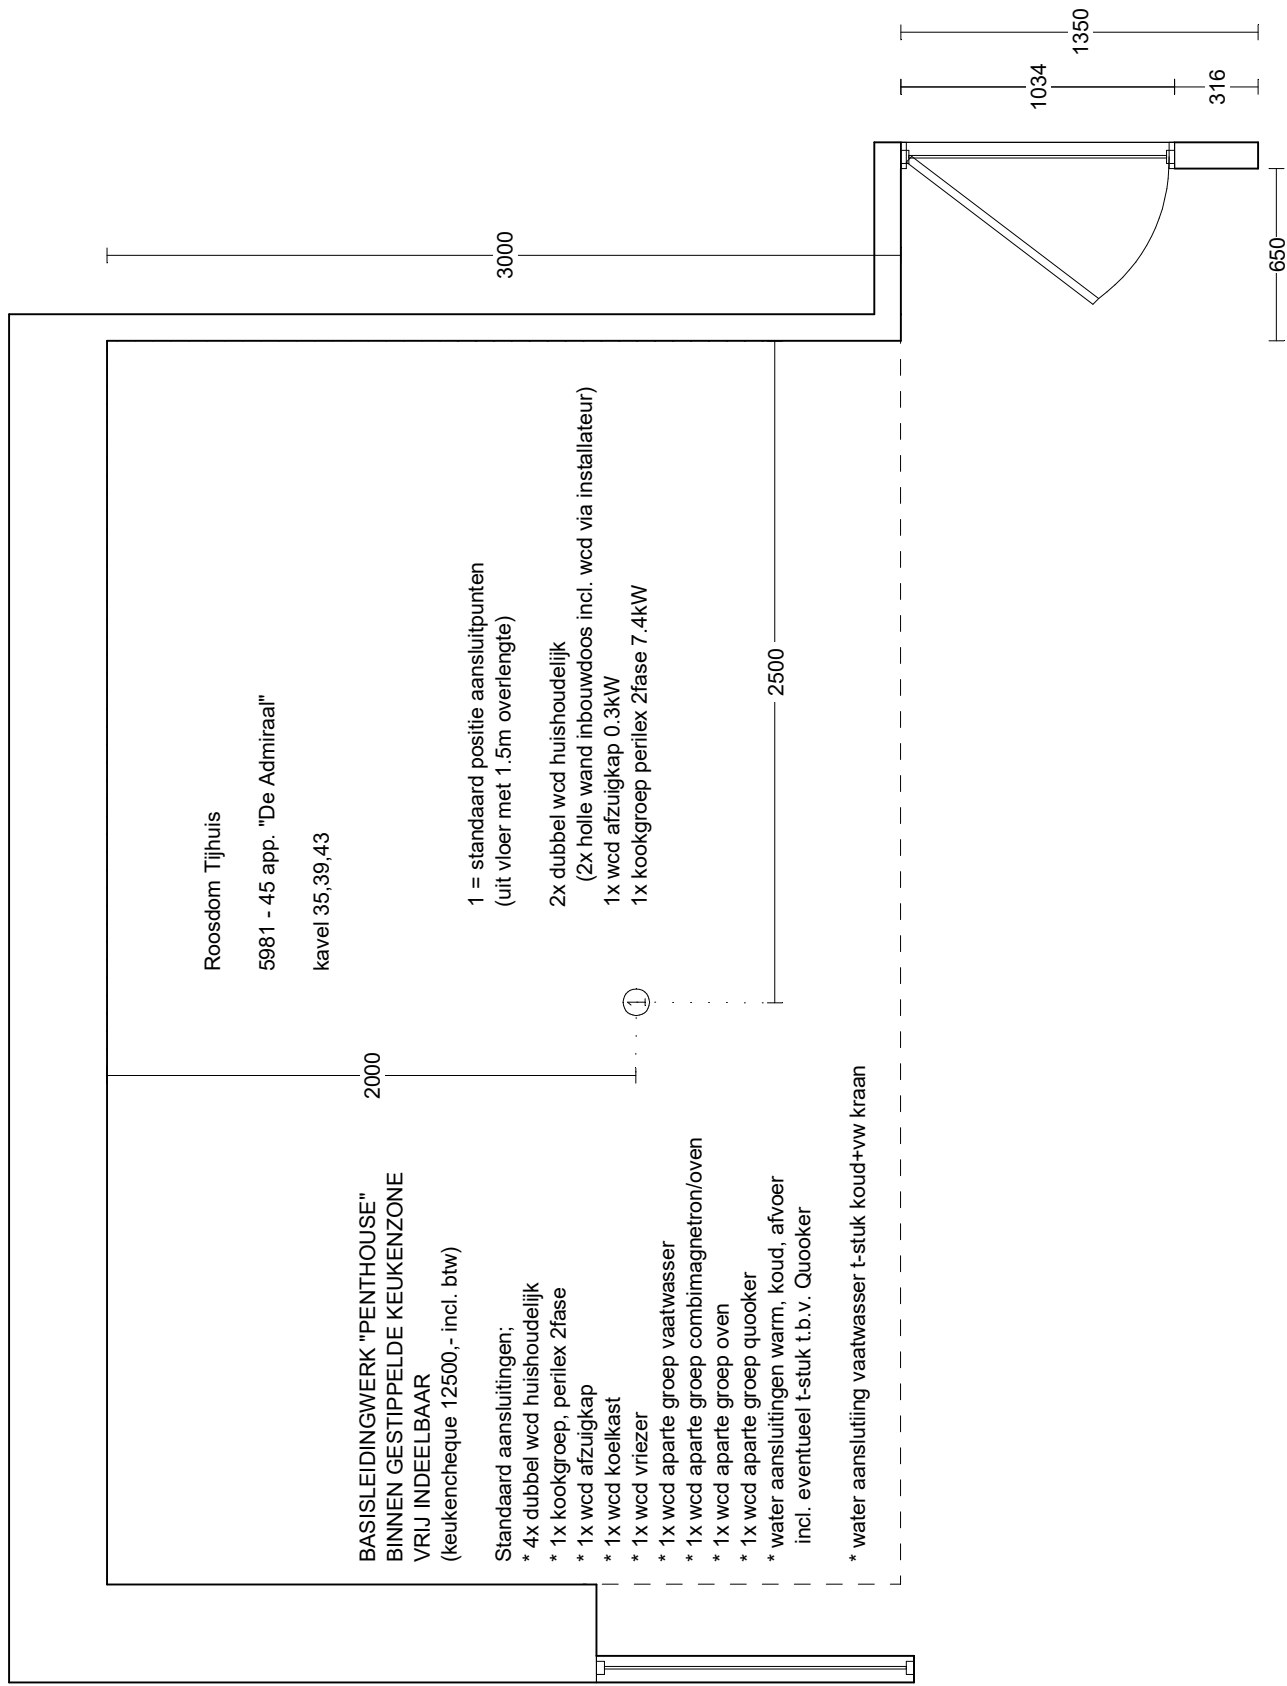 Roosdom Tijhuis
5981 - 45 app. "De Admiraal"
kavel 35,39,43
BASISLEIDINGWERK "PENTHOUSE"
BINNEN GESTIPPELDE KEUKENZONE
VRIJ INDEELBAAR
(keukencheque 12500,- incl. btw)
Standaard aansluitingen;
* 4x dubbel wcd huishoudelijk
* 1x kookgroep, perilex 2fase
* 1x wcd afzuigkap
* 1x wcd koelkast
* 1x wcd vriezer
* 1x wcd aparte groep vaatwasser
* 1x wcd aparte groep combimagnetron/oven
* 1x wcd aparte groep oven
* 1x wcd aparte groep quooker
* water aansluitingen warm, koud, afvoer
incl. eventueel t-stuk t.b.v. Quooker
* water aanslutiing vaatwasser t-stuk koud+vw kraan
1 = standaard positie aansluitpunten
(uit vloer met 1.5m overlengte)
2x dubbel wcd huishoudelijk
(2x holle wand inbouwdoos incl. wcd via installateur)
1x wcd afzuigkap 0.3kW
1x kookgroep perilex 2fase 7.4kW
2000
1
2500
3000
1034
316
1350
650